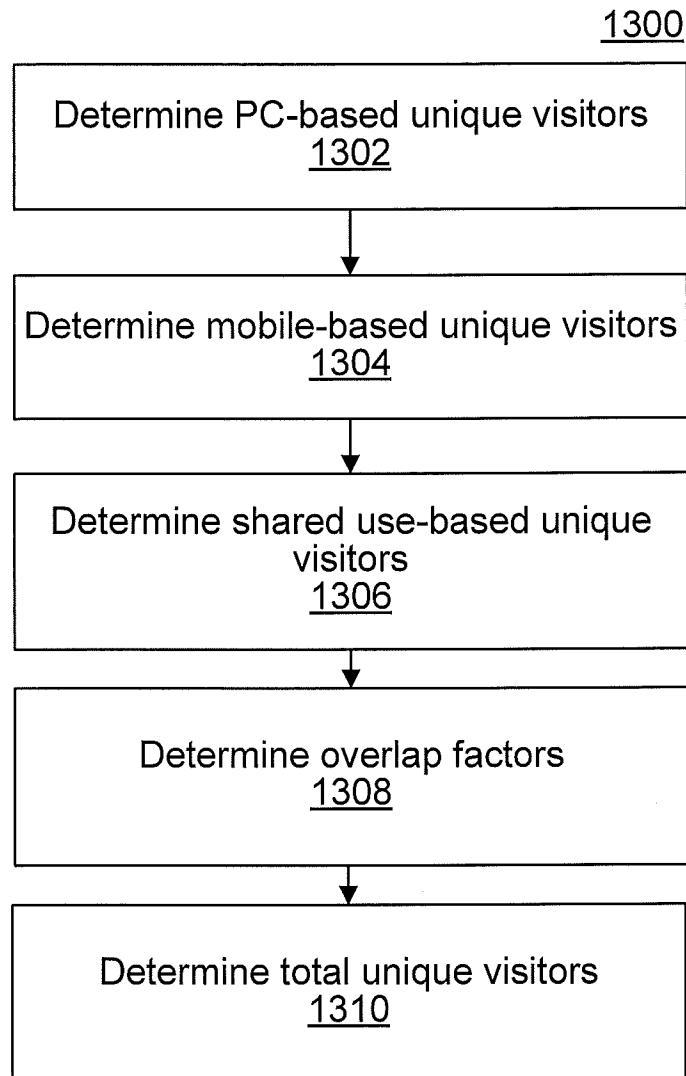 1300
Determine PC-based unique visitors
1302
Determine mobile-based unique visitors
1304
Determine shared use-based unique
visitors
1306
Determine overlap factors
1308
Determine total unique visitors
1310